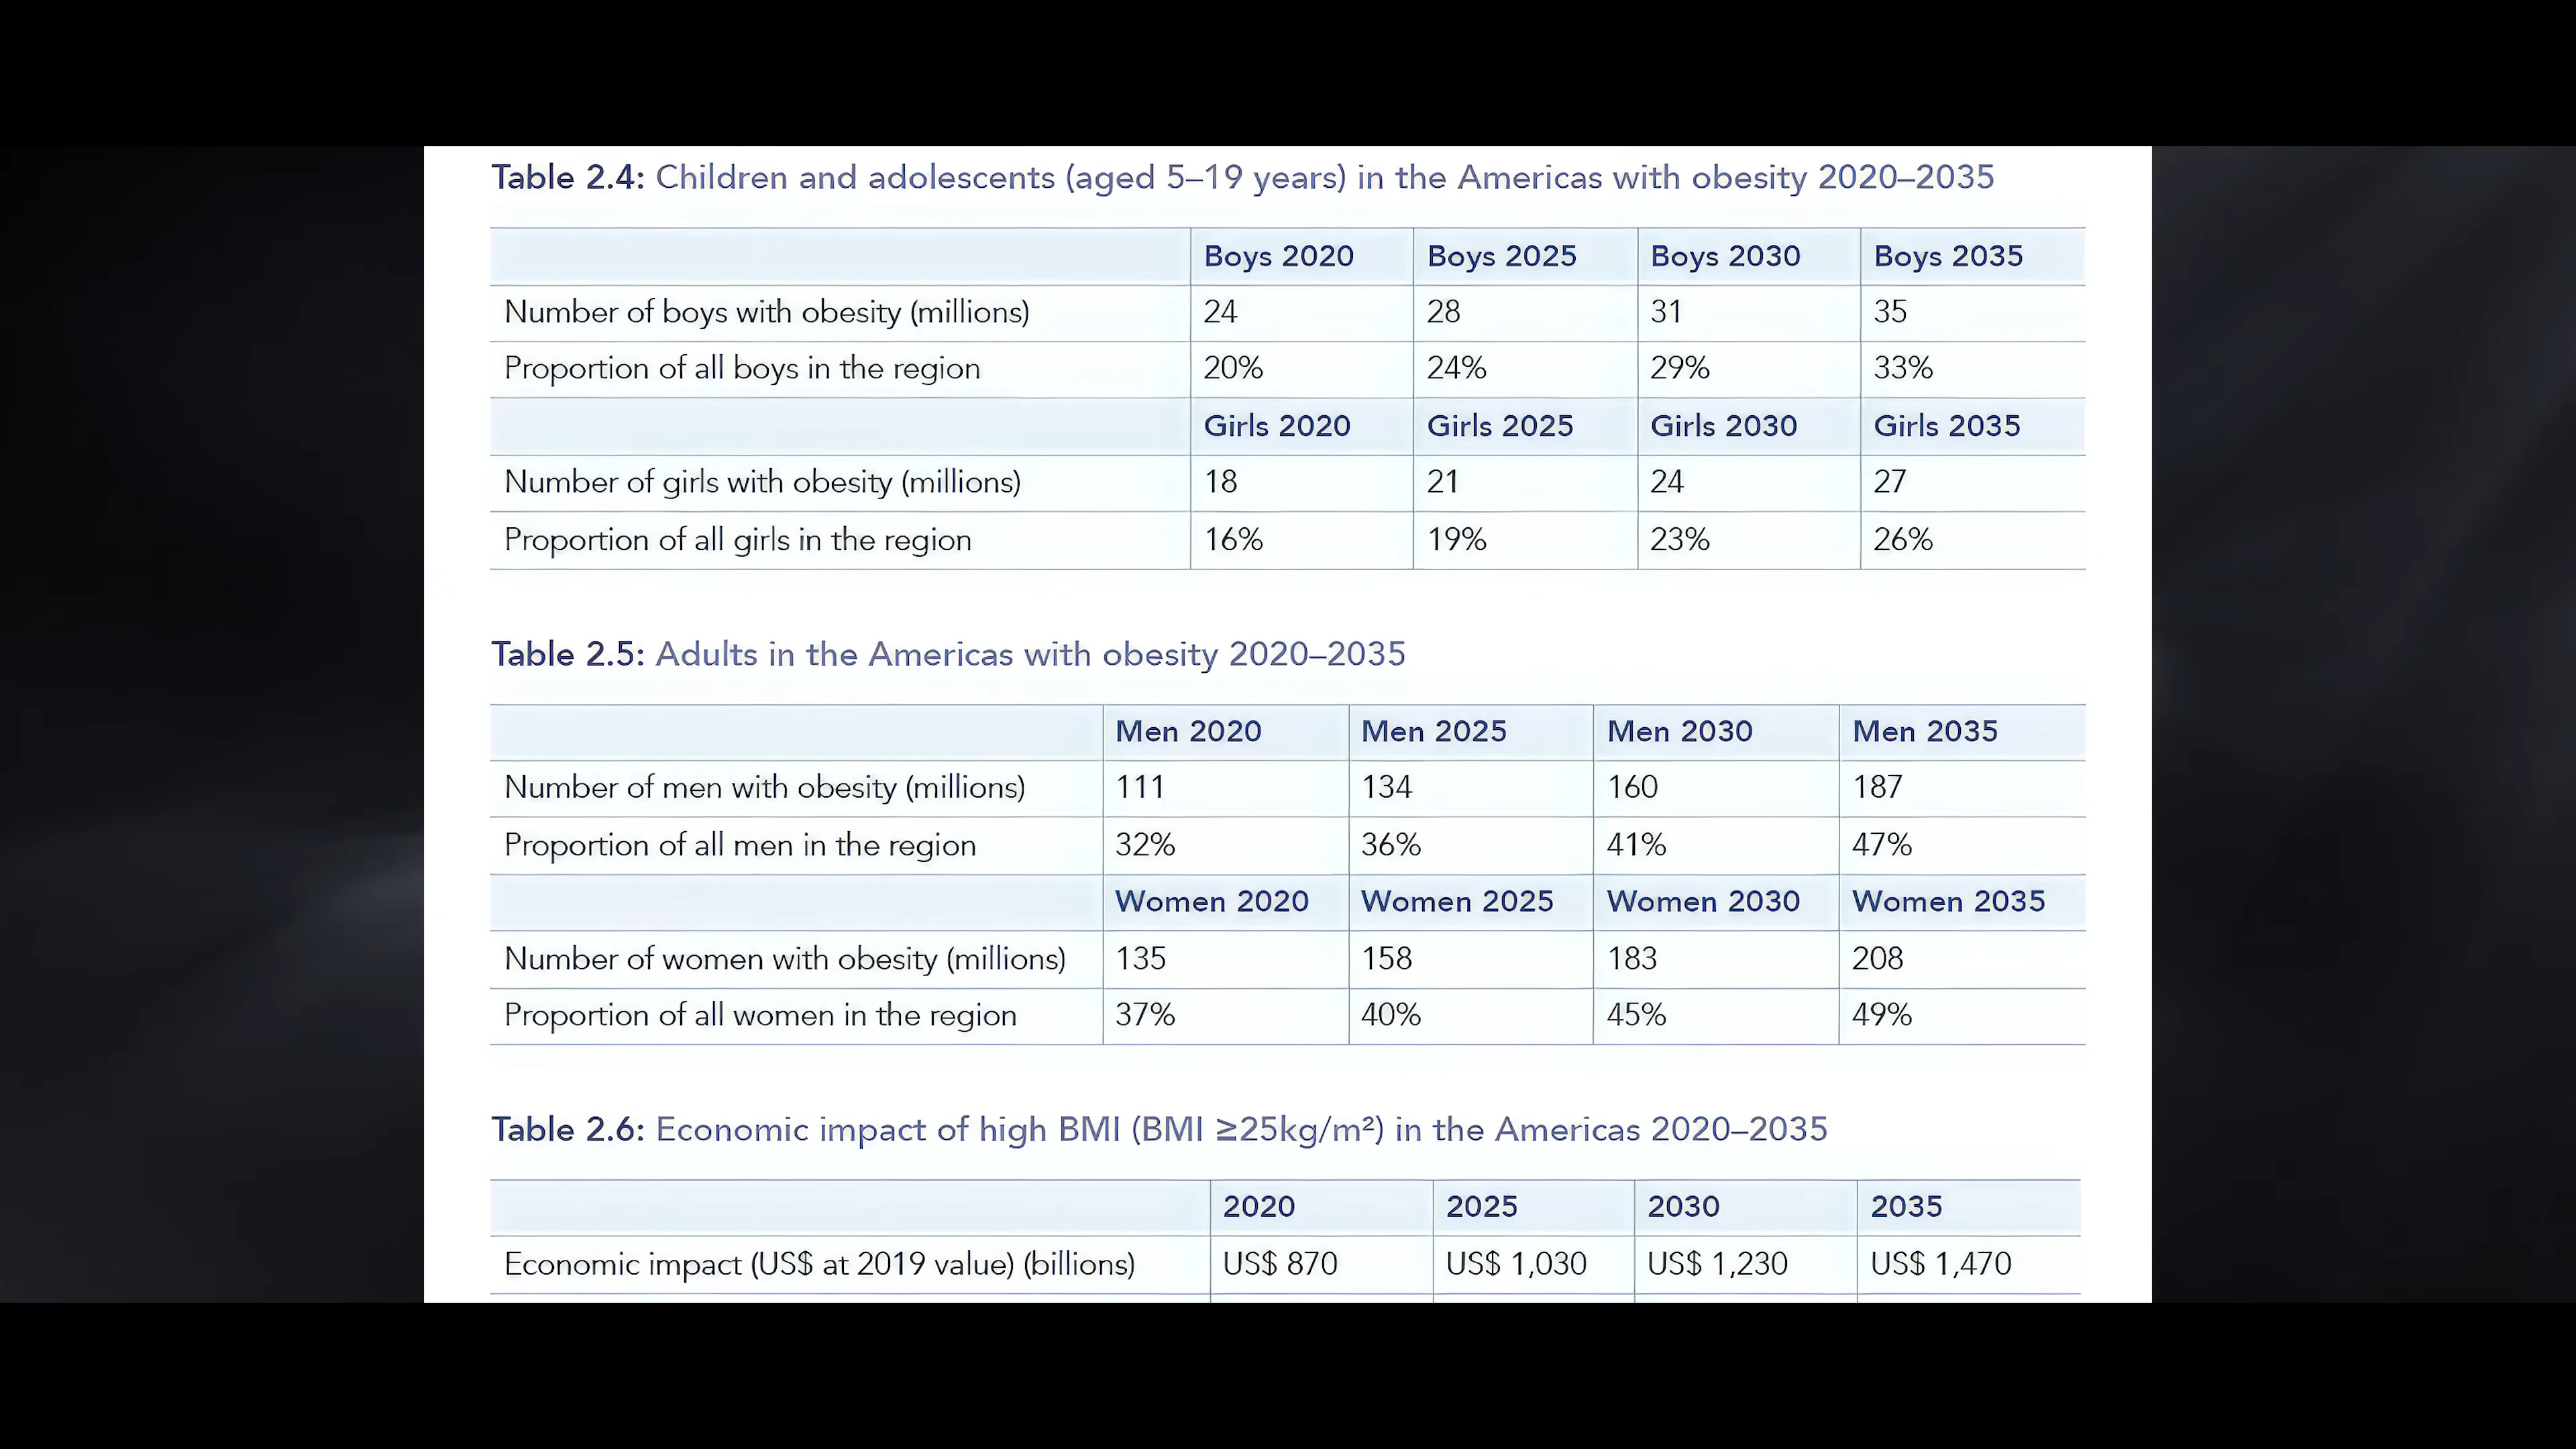 Table 2.4: Children and adolescents (aged 5–19 years) in the Americas with obesity 2020–2035
Boys 2020 Boys 2025 Boys 2030 Boys 2035
Number of boys with obesity (millions) 24 28 31 35
Proportion of all boys in the region 20% 24% 29% 33%
Girls 2020 Girls 2025 Girls 2030 Girls 2035
Number of girls with obesity (millions) 18 21 24 27
Proportion of all girls in the region 16% 19% 23% 26%
Table 2.5: Adults in the Americas with obesity 2020–2035
Men 2020 Men 2025 Men 2030 Men 2035
Number of men with obesity (millions) 111 134 160 187
Proportion of all men in the region 32% 36% 41% 47%
Women 2020 Women 2025 Women 2030 Women 2035
Number of women with obesity (millions) 135 158 183 208
Proportion of all women in the region 37% 40% 45% 49%
Table 2.6: Economic impact of high BMI (BMI ≥25kg/m²) in the Americas 2020–2035
2020 2025 2030 2035
Economic impact (US$ at 2019 value) (billions) US$ 870 US$ 1,030 US$ 1,230 US$ 1,470